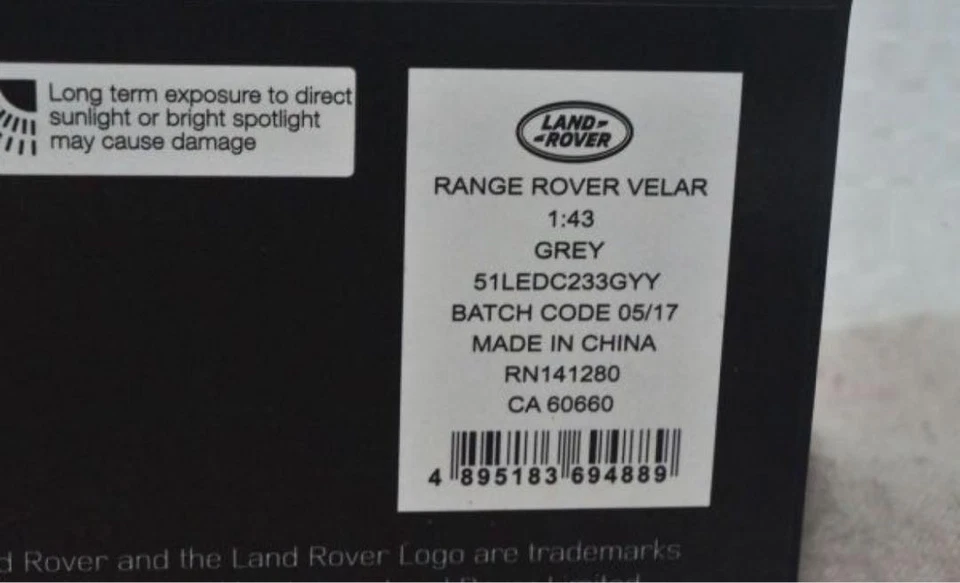 Long term exposure to direct
sunlight or bright spotlight
may cause damage
LAND-
-ROVER
RANGE ROVER VELAR
1:43
GREY
51LEDC233GYY
BATCH CODE 05/17
MADE IN CHINA
RN141280
CA 60660
4 895183 694889
d Rover and the Land Rover Logo are trademarks